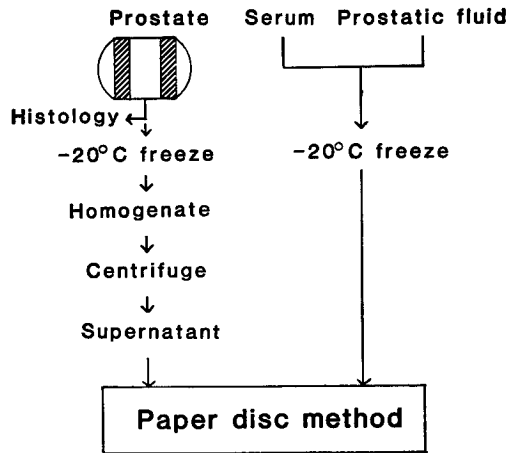 Prostate
Serum Prostatic fluid
Histology
-20°C freeze
-20°C freeze
Homogenate
Centrifuge
Supernatant
Paper disc method